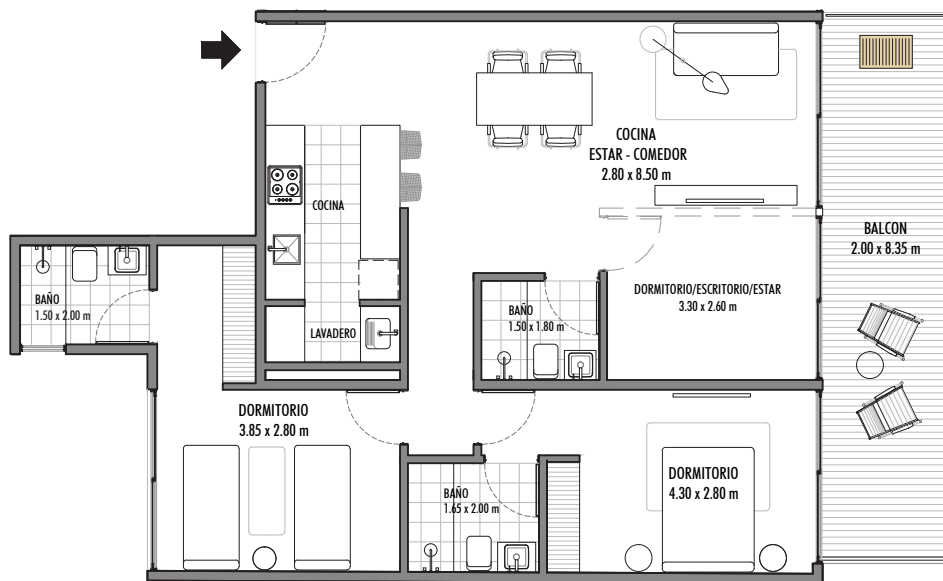 COCINA
ESTAR - COMEDOR
2.80 x 8.50 m
COCINA
BALCON
2.00 x 8.35 m
DORMITORIO/ESCRITORIO/ESTAR
3.30 x 2.60 m
BAÑO
1.50 x 2.00 m
BAÑO
1.50 x 1.80 m
LAVADERO
DORMITORIO
3.85 x 2.80 m
DORMITORIO
4.30 x 2.80 m
BAÑO
1.65 x 2.00 m